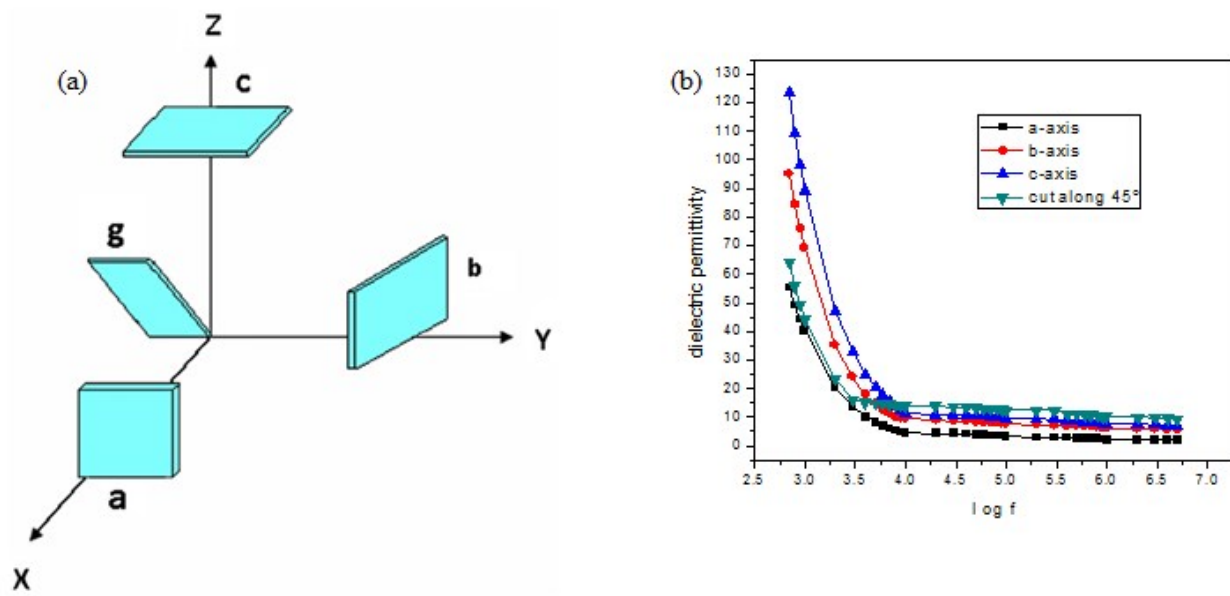 (a)
Z
c
g
b
Y
a
X
(b)
130
120
110
100
90
80
70
60
50
40
30
20
10
0
dielectric permittivity
a-axis
b-axis
c-axis
cut along 45°
2.5 3.0 3.5 4.0 4.5 5.0 5.5 6.0 6.5 7.0
log f